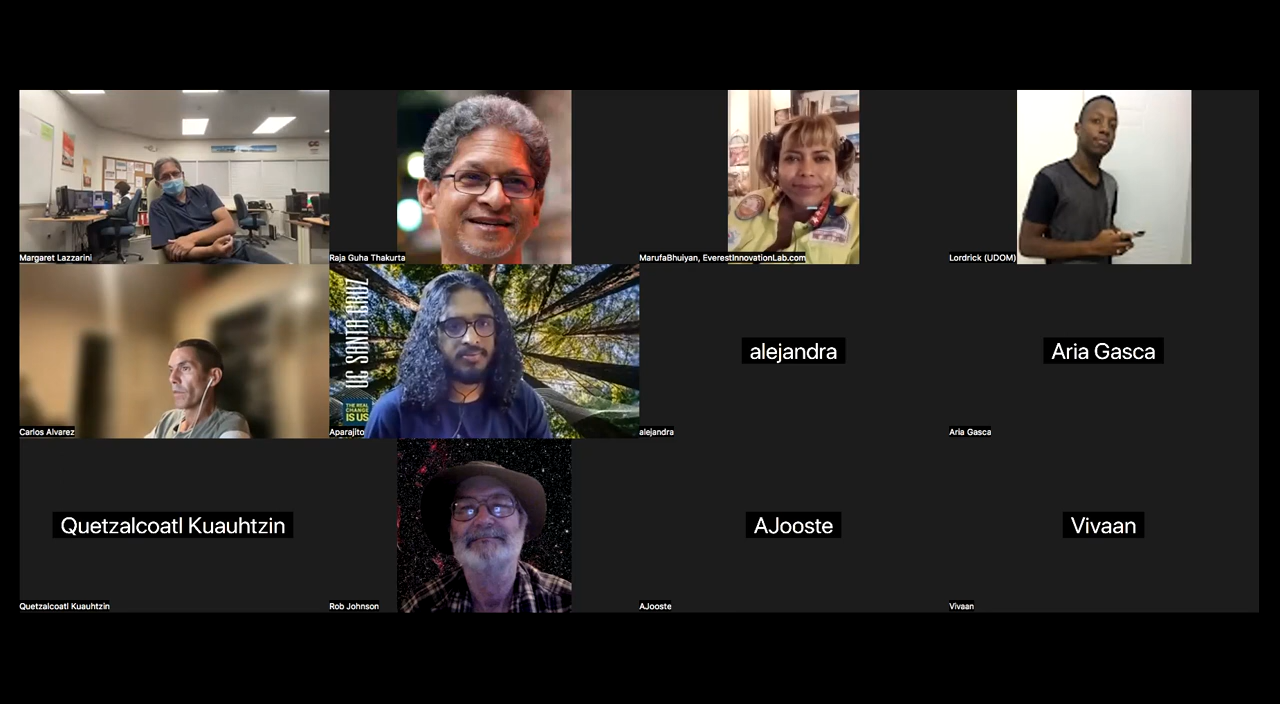 Margaret Lazzarini
Raja Guha Thakurta
MarufaBhuiyan, EverestInnovationLab.com
Lordrick (UDOM)
Carlos Alvarez
UC SANTA CRUZ
THE REAL
CHANGE
IS US
Aparajito
alejandra
alejandra
Aria Gasca
Aria Gasca
Quetzalcoatl Kuauhtzin
Quetzalcoatl Kuauhtzin
Rob Johnson
AJooste
AJooste
Vivaan
Vivaan